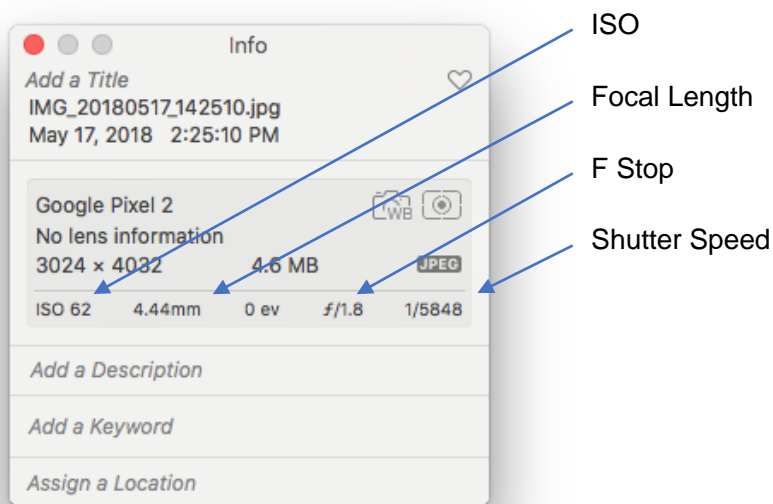 Info
Add a Title
IMG_20180517_142510.jpg
May 17, 2018 2:25:10 PM
Google Pixel 2
WB
No lens information
3024 × 4032 4.6 MB JPEG
ISO 62 4.44mm 0 ev ƒ/1.8 1/5848
Add a Description
Add a Keyword
Assign a Location
ISO
Focal Length
F Stop
Shutter Speed